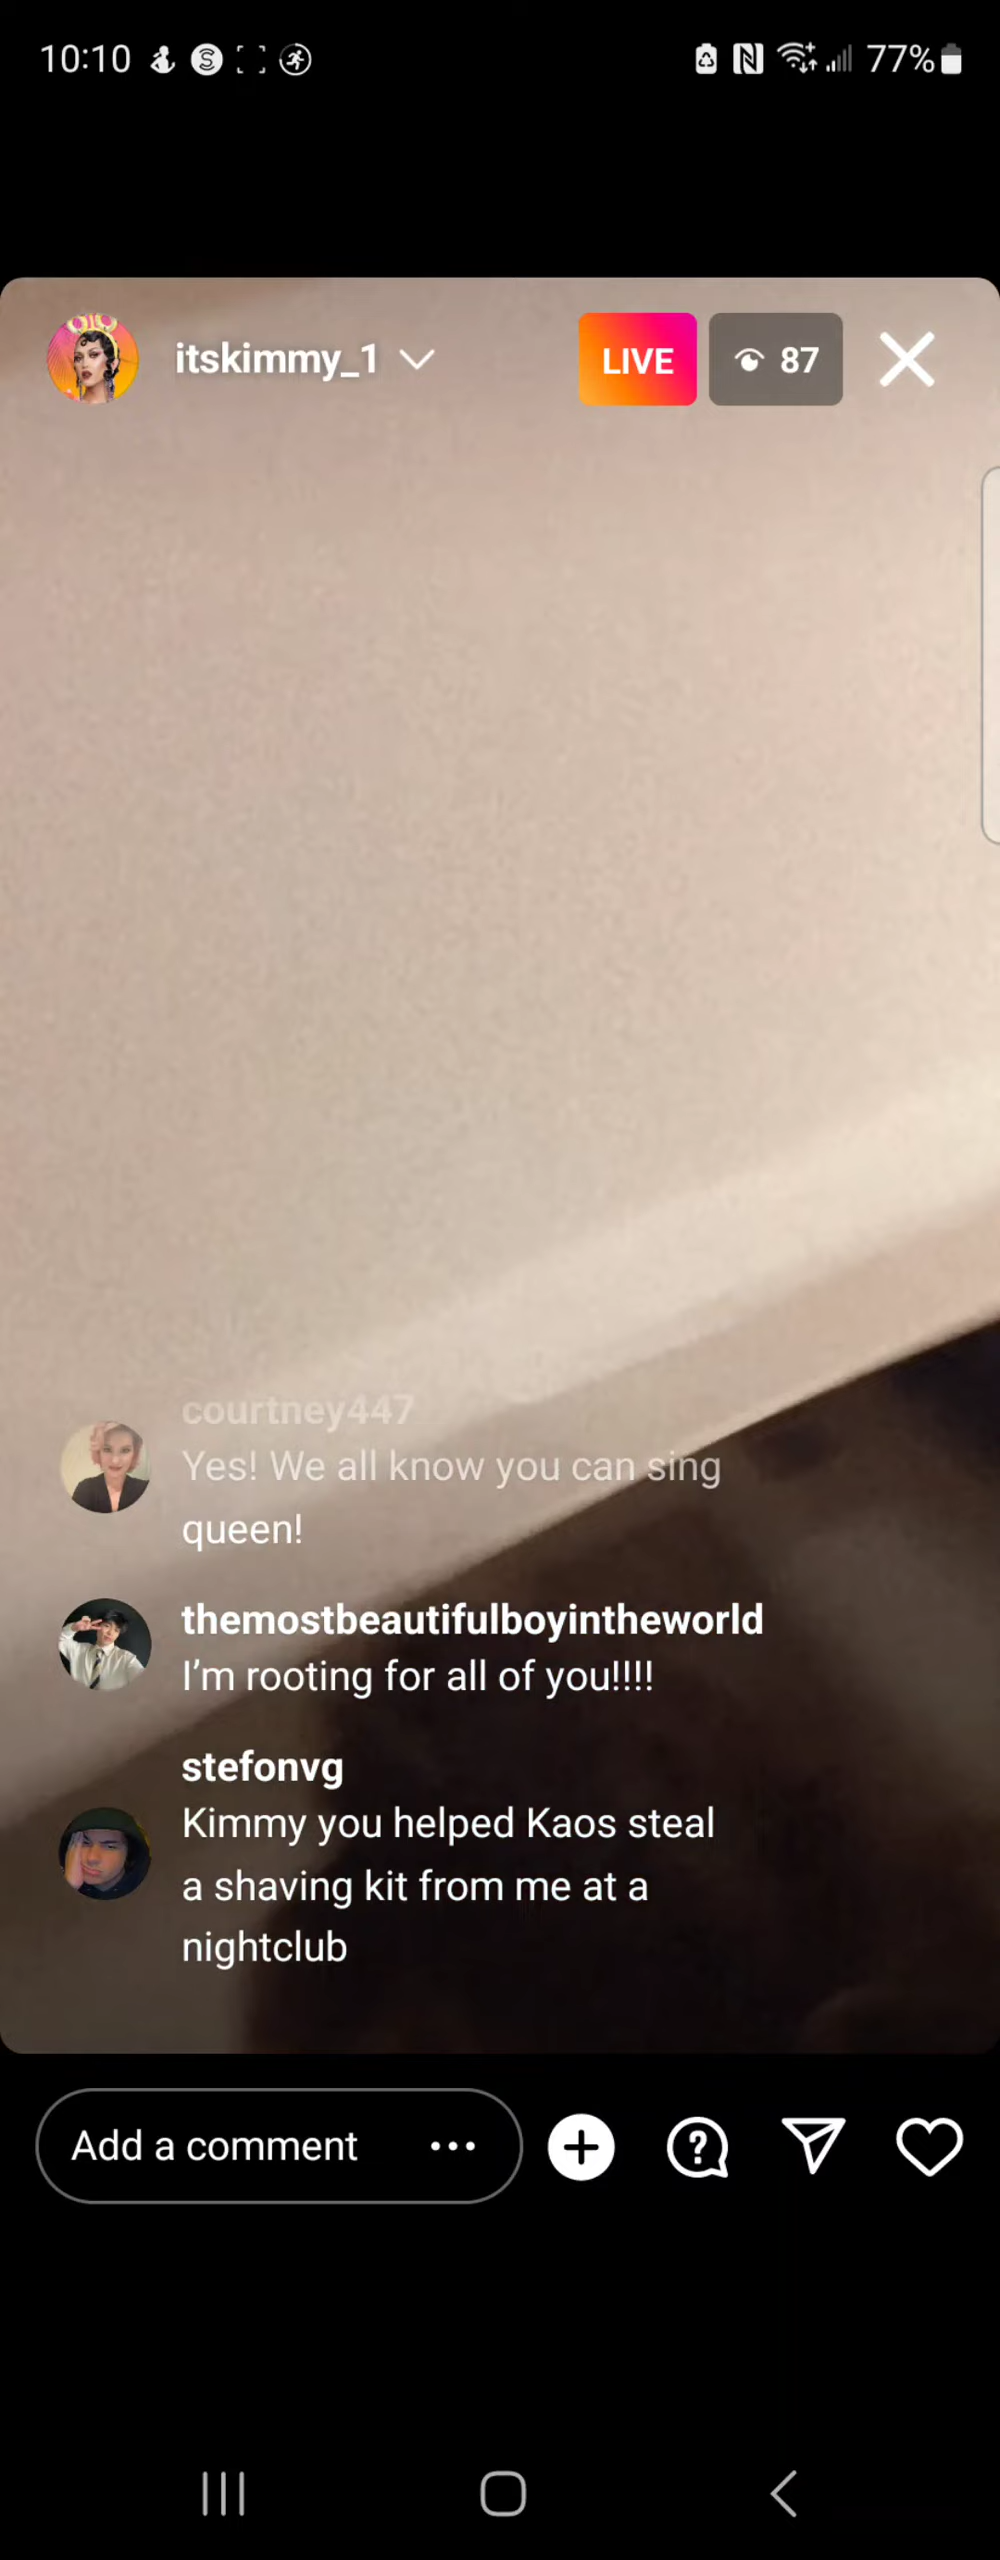 10:10
77%
itskimmy_1
LIVE
87
courtney447
Yes! We all know you can sing
queen!
themostbeautifulboyintheworld
I'm rooting for all of you!!!!
stefonvg
Kimmy you helped Kaos steal
a shaving kit from me at a
nightclub
Add a comment